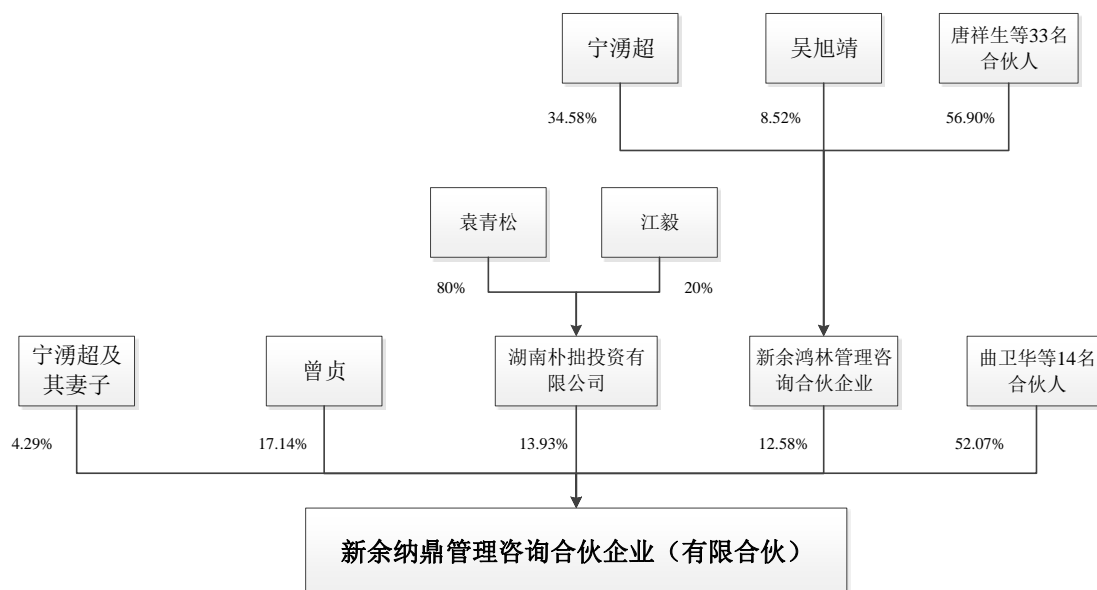 宁湧超
吴旭靖
唐祥生等33名
合伙人
34.58%
8.52%
56.90%
袁青松
江毅
80%
20%
宁湧超及
其妻子
曾贞
湖南朴拙投资有
限公司
新余鸿林管理咨
询合伙企业
曲卫华等14名
合伙人
4.29%
17.14%
13.93%
12.58%
52.07%
新余纳鼎管理咨询合伙企业（有限合伙）